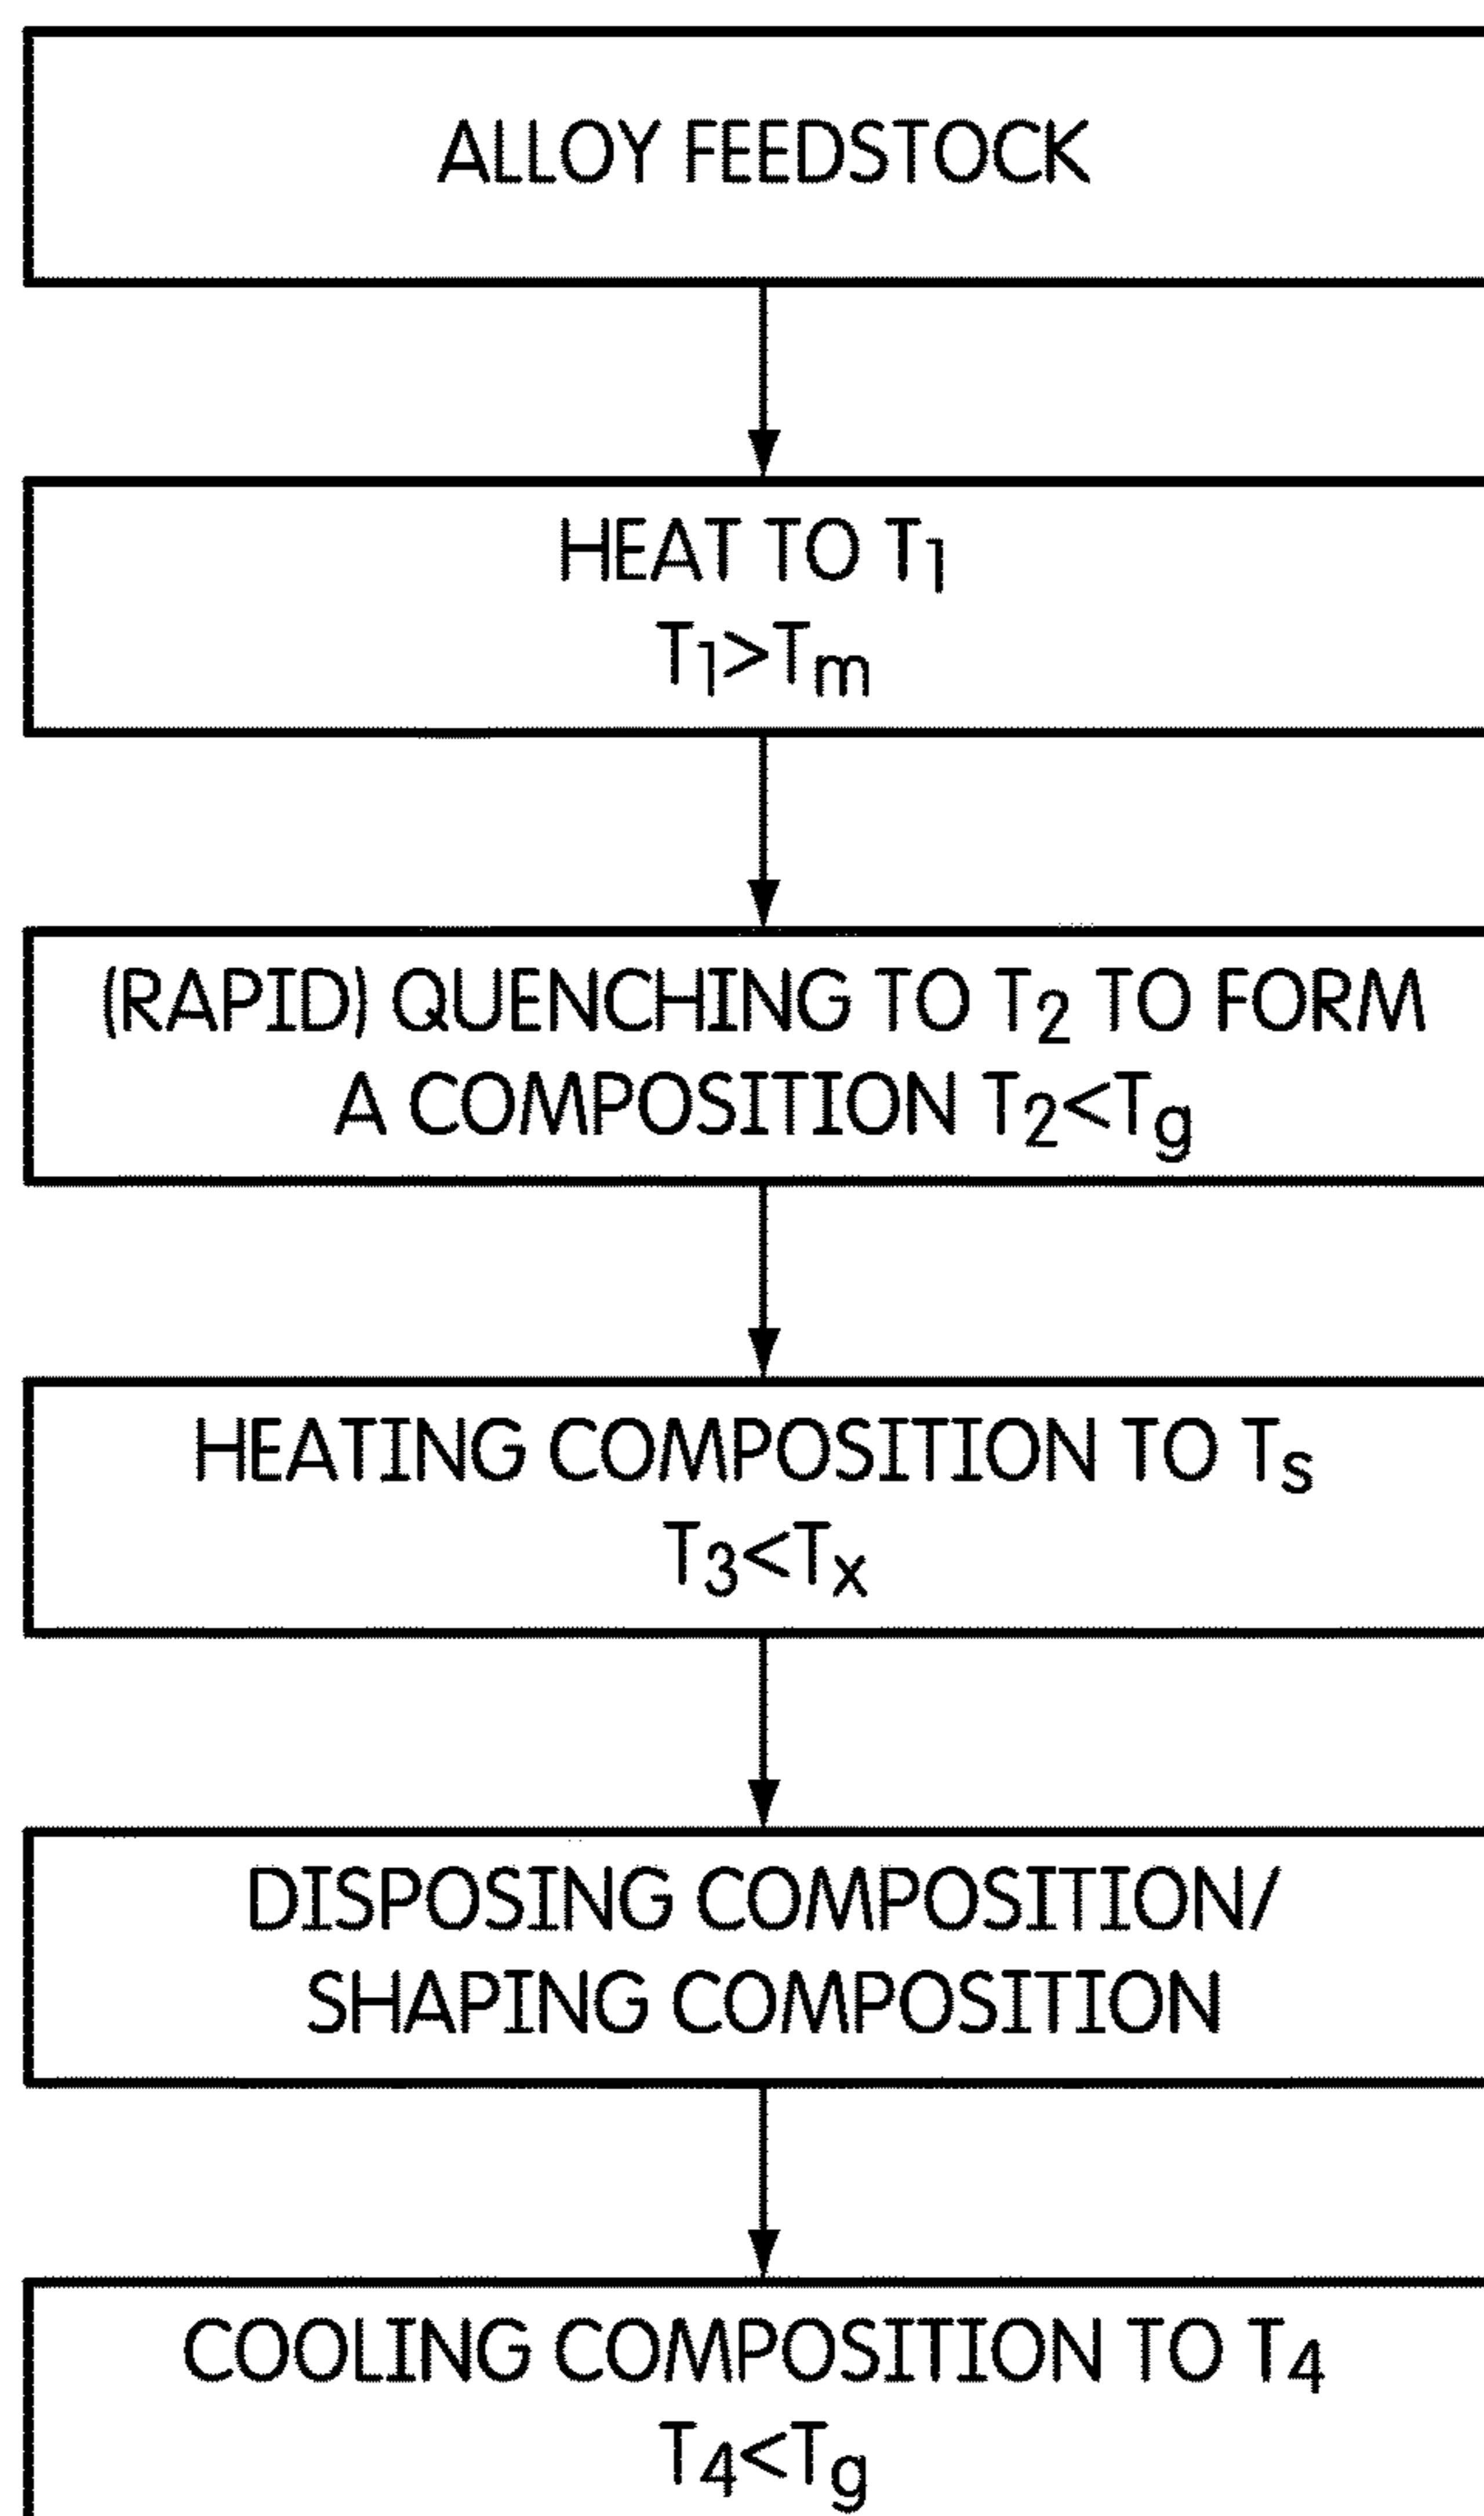 ALLOY FEEDSTOCK
HEAT TO T1
T1>Tm
(RAPID) QUENCHING TO T2 TO FORM
A COMPOSITION T2<Tg
HEATING COMPOSITION TO Ts
T3<Tx
DISPOSING COMPOSITION/
SHAPING COMPOSITION
COOLING COMPOSITION TO T4
T4<Tg